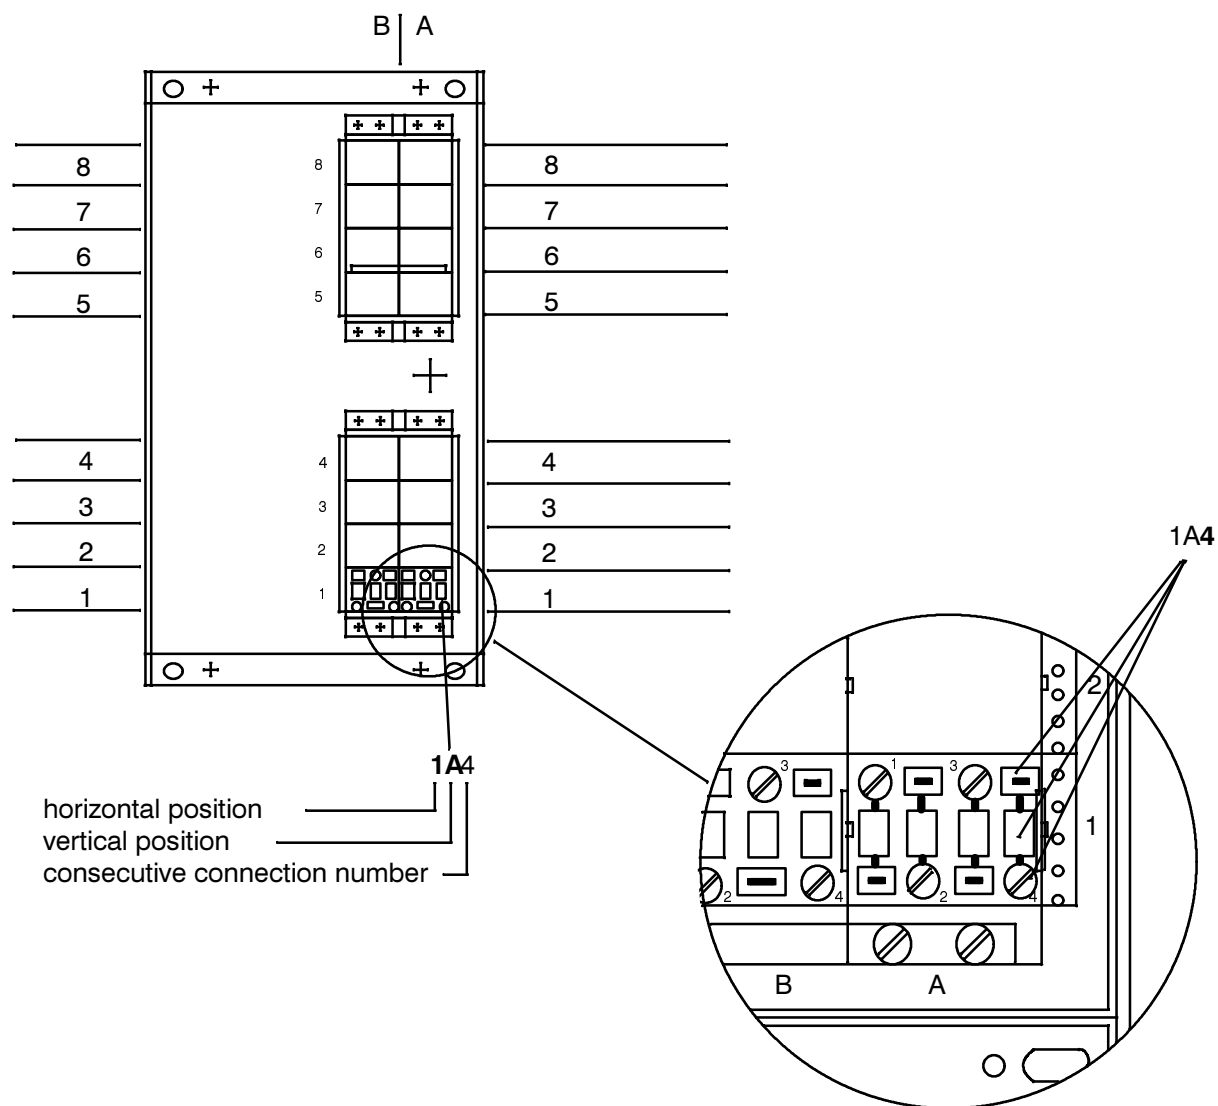 B A
8 8 8
7 7 7
6 6 6
5 5 5
4 4 4
3 3 3
2 2 2
1 1 1
1A4
horizontal position
vertical position
consecutive connection number
1A4
2
3 1 3
1
2 4 2 4
B A